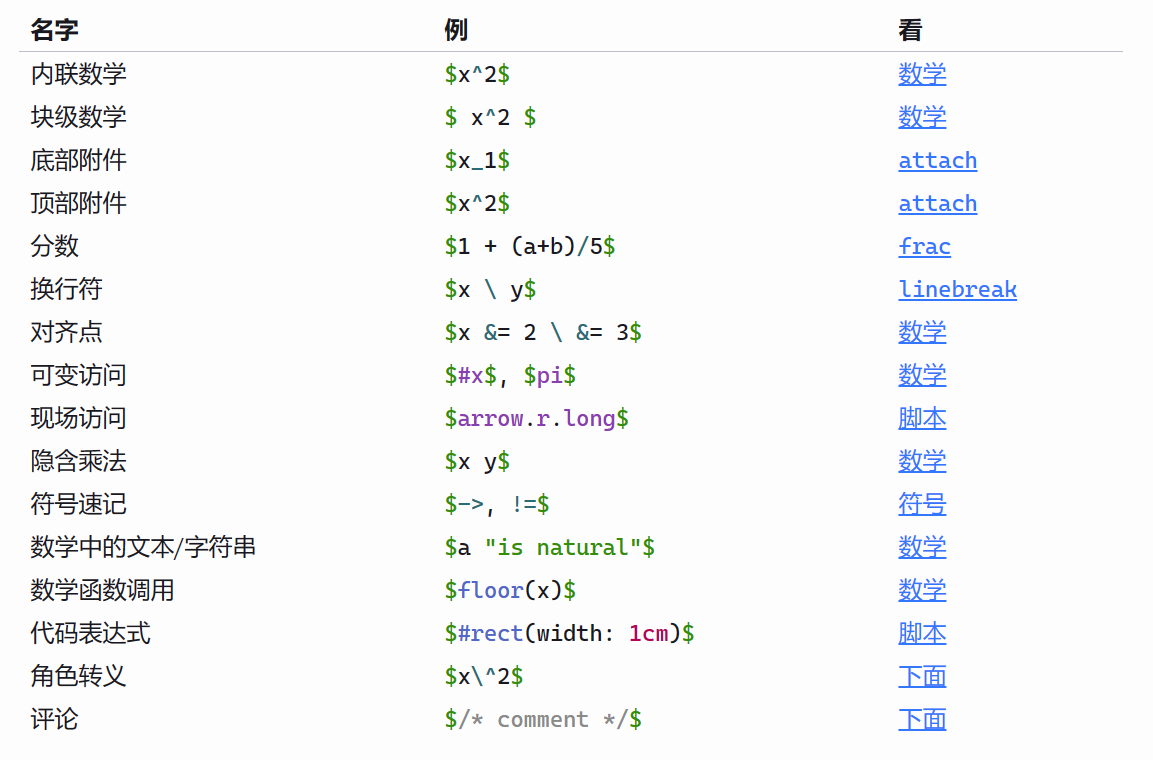 名字 例 看
内联数学 $x^2$ 数学
块级数学 $ x^2 $ 数学
底部附件 $x_1$ attach
顶部附件 $x^2$ attach
分数 $1 + (a+b)/5$ frac
换行符 $x \ y$ linebreak
对齐点 $x &= 2 \ &= 3$ 数学
可变访问 $#x$, $pi$ 数学
现场访问 $arrow.r.long$ 脚本
隐含乘法 $x y$ 数学
符号速记 $->, !=$ 符号
数学中的文本/字符串 $a "is natural"$ 数学
数学函数调用 $floor(x)$ 数学
代码表达式 $#rect(width: 1cm)$ 脚本
角色转义 $x\^2$ 下面
评论 $/* comment */$ 下面